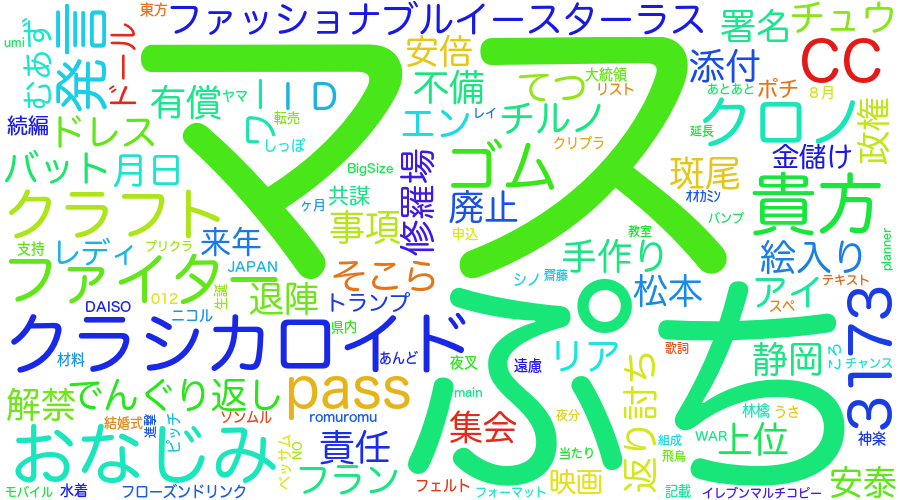 東方
ファッショナブルイースターラス
チュウ
umi
むあず
発言
ドール
マス
安倍
署名
CC
不備
てつ
大統領
リスト
添付
ポチ
あとあと
8月
有償
ヤマ
ーIID
転売
ワ
しっぽ
エン
レイ
チルノ
クリプラ
クロノ
延長
政権
続編
ドレス
バット
月日
BigSize
修羅場
ゴム
斑尾
金儲け
共謀
ヶ月
廃止
ｵｵｶﾐﾝ
バンプ
貴方
クラフト
事項
申込
教室
支持
レディ
プリクラ
来年
手作り
絵入り
planner
ファイター
JAPAN
そこら
シノ
齋藤
松本
アイ
テキスト
スペ
DAISO
012
生誕
退陣
トランプ
ニコル
県内
クラシカロイド
ぷち
3173
材料
あんど
夜叉
遠慮
リア
歌詞
静岡
ころ
チャンス
解禁
でんぐり返し
pass
main
返り討ち
結婚式
進撃
ピッチ
ソンムル
romuromu
集会
夜分
林檎
うさ
神楽
おなじみ
ベッサム
NO
責任
当たり
組成
飛鳥
WAR
上位
フラン
映画
安泰
モバイル
水着
フローズンドリンク
フェルト
フォーマット
記載
イレブンマルチコピー